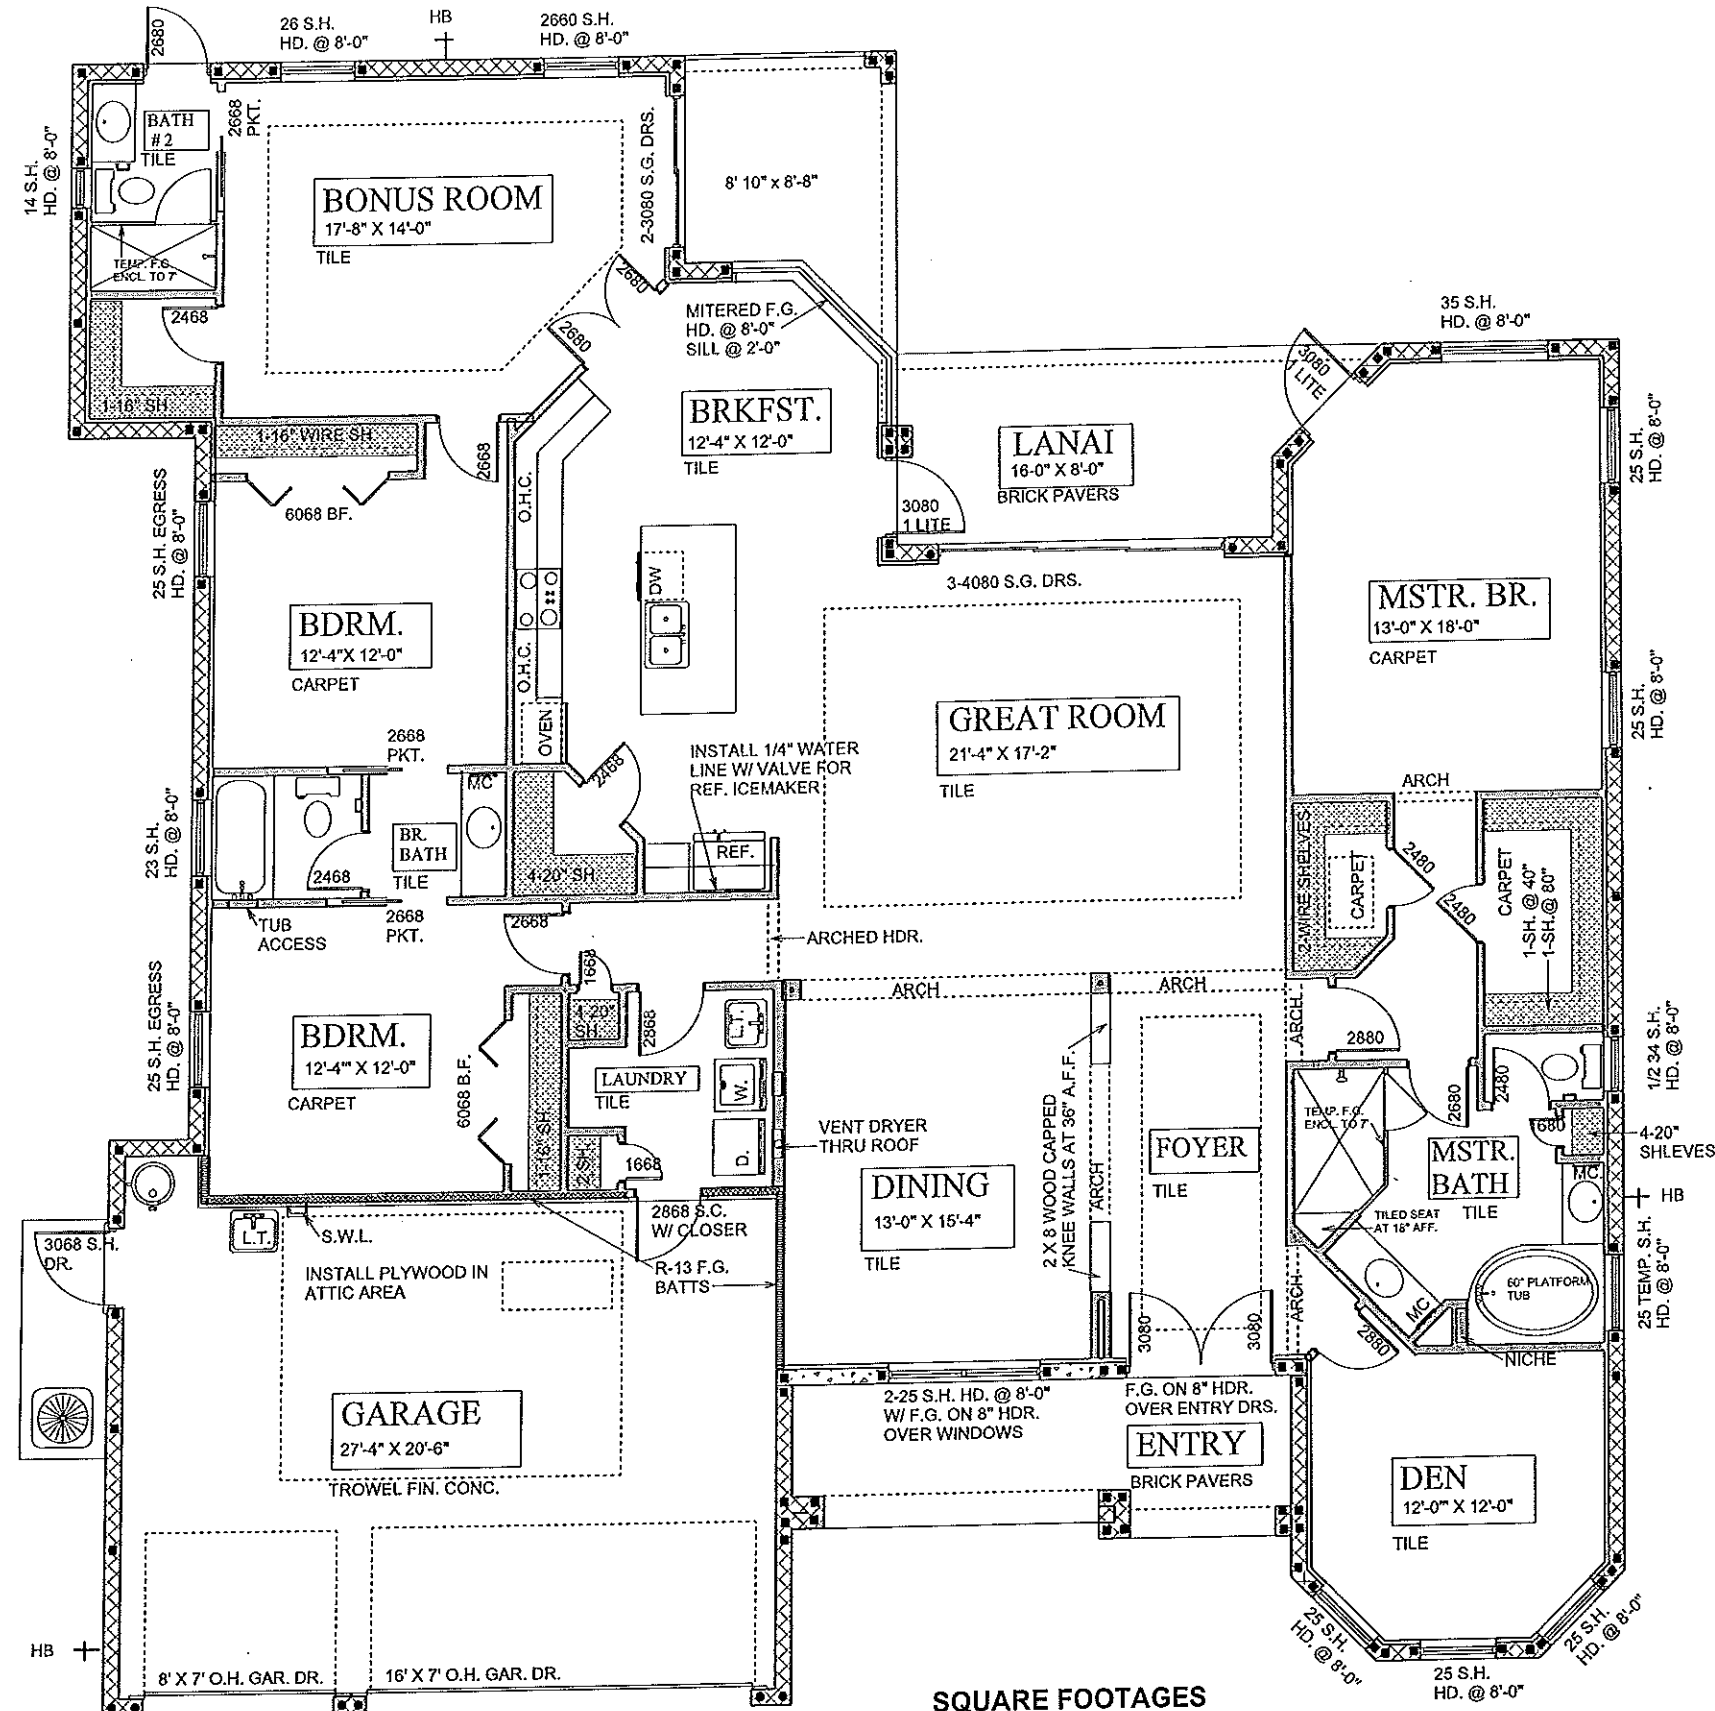 2680
26 S.H.
HD. @ 8'-0"
HB
2660 S.H.
HD. @ 8'-0"
14 S.H.
HD. @ 8'-0"
BATH
#2
TILE
2668
PKT.
BONUS ROOM
17'-8" X 14'-0"
TILE
2-3080 S.G. DRS.
8' 10" x 8'-8"
TEMP. F.G.
ENCL. TO 7'
2468
1-16" SH.
2680
2680
MITERED F.G.
HD. @ 8'-0"
SILL @ 2'-0"
35 S.H.
HD. @ 8'-0"
3080
1 LITE
1-16" WIRE SH.
2668
BRKFST.
12'-4" X 12'-0"
TILE
LANAI
16-0" X 8'-0"
BRICK PAVERS
25 S.H.
HD. @ 8'-0"
6068 BF.
25 S.H. EGRESS
HD. @ 8'-0"
O.H.C.
3080
1 LITE
DW
3-4080 S.G. DRS.
BDRM.
12'-4"X 12'-0"
CARPET
O.H.C.
MSTR. BR.
13'-0" X 18'-0"
CARPET
OVEN
GREAT ROOM
21'-4" X 17'-2"
TILE
25 S.H.
HD. @ 8'-0"
2668
PKT.
INSTALL 1/4" WATER
LINE W/ VALVE FOR
REF. ICEMAKER
2468
ARCH
MC
23 S.H.
HD. @ 8'-0"
BR.
BATH
TILE
2468
REF.
4-20" SH.
2-WIRE SHELVES
CARPET
2480
2480
CARPET
1-SH. @ 40"
1-SH. @ 80"
TUB
ACCESS
2668
PKT.
2668
ARCHED HDR.
1668
ARCH
ARCH
ARCH
25 S.H. EGRESS
HD. @ 8'-0"
BDRM.
12'-4'" X 12'-0"
CARPET
4-20"
SH.
2868
L.T.
2880
1/2 34 S.H.
HD. @ 8'-0"
6068 B.F.
1-16" SH.
LAUNDRY
TILE
W.
D.
2 X 8 WOOD CAPPED
KNEE WALLS AT 36" A.F.F.
TEMP. F.G.
ENCL. TO 7'
2680
2480
1680
4-20"
SHLEVES
VENT DRYER
THRU ROOF
2-SH.
1668
FOYER
TILE
MSTR.
BATH
TILE
MC
HB
DINING
13'-0" X 15'-4"
TILE
ARCH
TILED SEAT
AT 18" AFF.
3068 S.H.
DR.
L.T.
S.W.L.
2868 S.C.
W/ CLOSER
R-13 F.G.
BATTS
INSTALL PLYWOOD IN
ATTIC AREA
ARCH
60" PLATFORM
TUB
MC
25 TEMP. S.H.
HD. @ 8'-0"
3080
3080
2880
NICHE
GARAGE
27'-4" X 20'-6"
TROWEL FIN. CONC.
2-25 S.H. HD. @ 8'-0"
W/ F.G. ON 8" HDR.
OVER WINDOWS
F.G. ON 8" HDR.
OVER ENTRY DRS.
ENTRY
BRICK PAVERS
DEN
12'-0'" X 12'-0"
TILE
HB
8' X 7' O.H. GAR. DR.
16' X 7' O.H. GAR. DR.
25 S.H.
HD. @ 8'-0"
25 S.H.
HD. @ 8'-0"
25 S.H.
HD. @ 8'-0"
SQUARE FOOTAGES